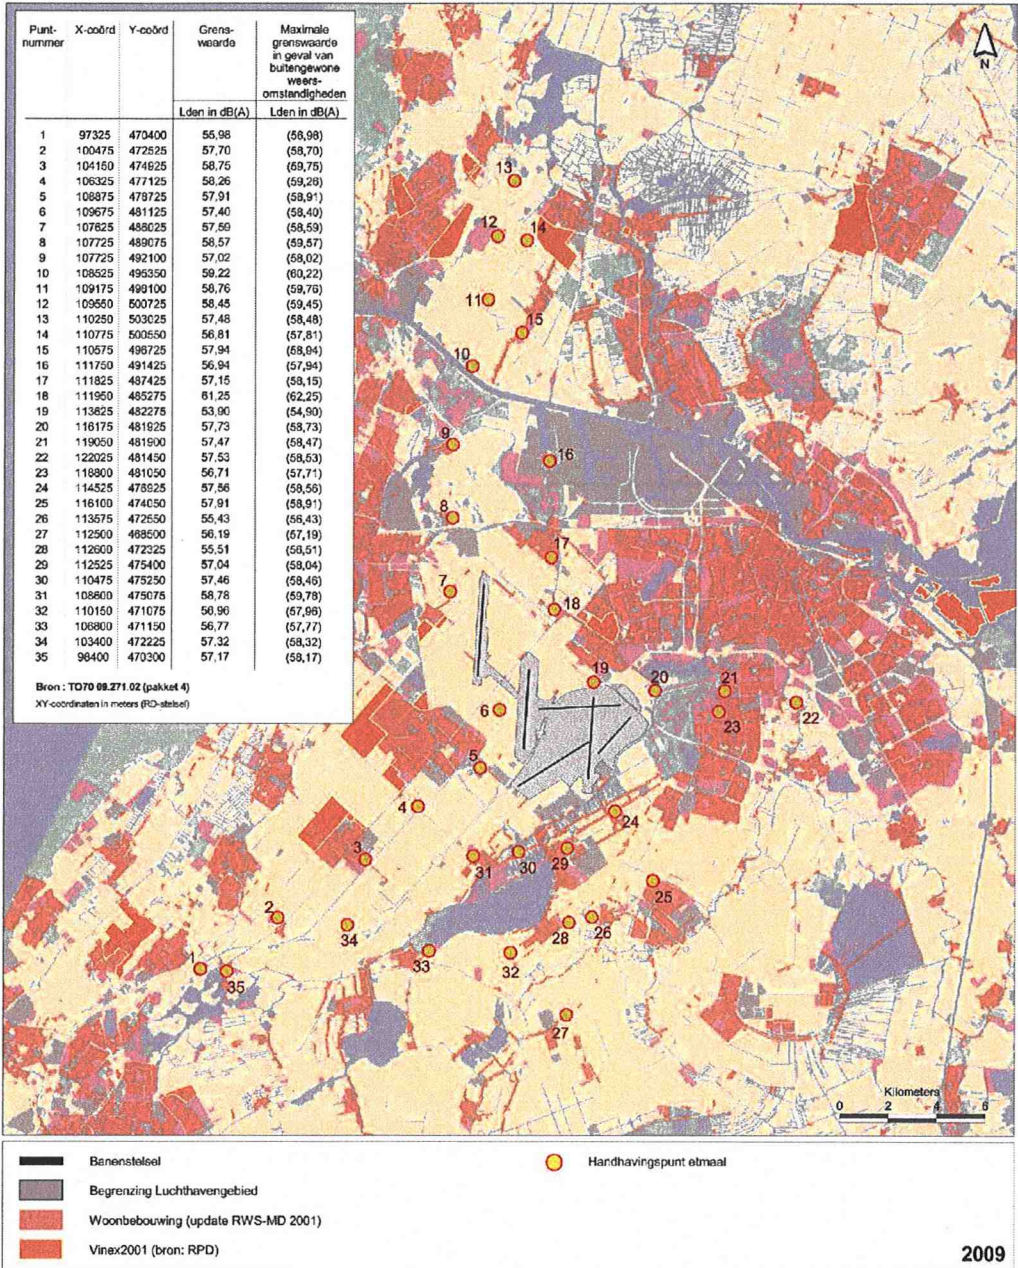 Punt- X-coörd Y-coörd Grens- Maximale
nummer waarde grenswaarde
in geval van
buitengewone
weers-
omstandigheden
Lden in dB(A) Lden in dB(A)
1 97325 470400 55,98 (56,98)
2 100475 472525 57,70 (58,70)
3 104150 474925 58,75 (59,75)
4 106325 477125 58,26 (59,26)
5 108875 478725 57,91 (58,91)
6 109675 481125 57,40 (58,40)
7 107625 486025 57,59 (58,59)
8 107725 489075 58,57 (59,57)
9 107725 492100 57,02 (58,02)
10 108525 495350 59,22 (60,22)
11 109175 498100 58,76 (59,76)
12 109550 500725 58,45 (59,45)
13 110250 503025 57,48 (58,48)
14 110775 500550 56,81 (57,81)
15 110575 496725 57,94 (58,94)
16 111750 491425 56,94 (57,94)
17 111825 487425 57,15 (58,15)
18 111950 485275 61,25 (62,25)
19 113625 482275 53,90 (54,90)
20 116175 481925 57,73 (58,73)
21 119050 481900 57,47 (58,47)
22 122025 481450 57,53 (58,53)
23 118800 481050 56,71 (57,71)
24 114525 476925 57,56 (58,56)
25 116100 474050 57,91 (58,91)
26 113575 472550 55,43 (56,43)
27 112500 468500 56,19 (57,19)
28 112600 472325 55,51 (56,51)
29 112525 475400 57,04 (58,04)
30 110475 475250 57,46 (58,46)
31 108600 475075 58,78 (59,78)
32 110150 471075 56,96 (57,96)
33 106800 471150 56,77 (57,77)
34 103400 472225 57,32 (58,32)
35 98400 470300 57,17 (58,17)
Bron : TO70 09.271.02 (pakket 4)
XY-coördinaten in meters (RD-stelsel)
N
13
12
14
11
15
10
9
16
8
17
7
18
19
20
21
6
23
22
5
4
24
3
30
29
31
25
2
34
28
26
33
32
1
35
27
Kilometers
0 2 4 6
Banenstelsel
Handhavingspunt etmaal
Begrenzing Luchthavengebied
Woonbebouwing (update RWS-MD 2001)
Vinex2001 (bron: RPD)
2009